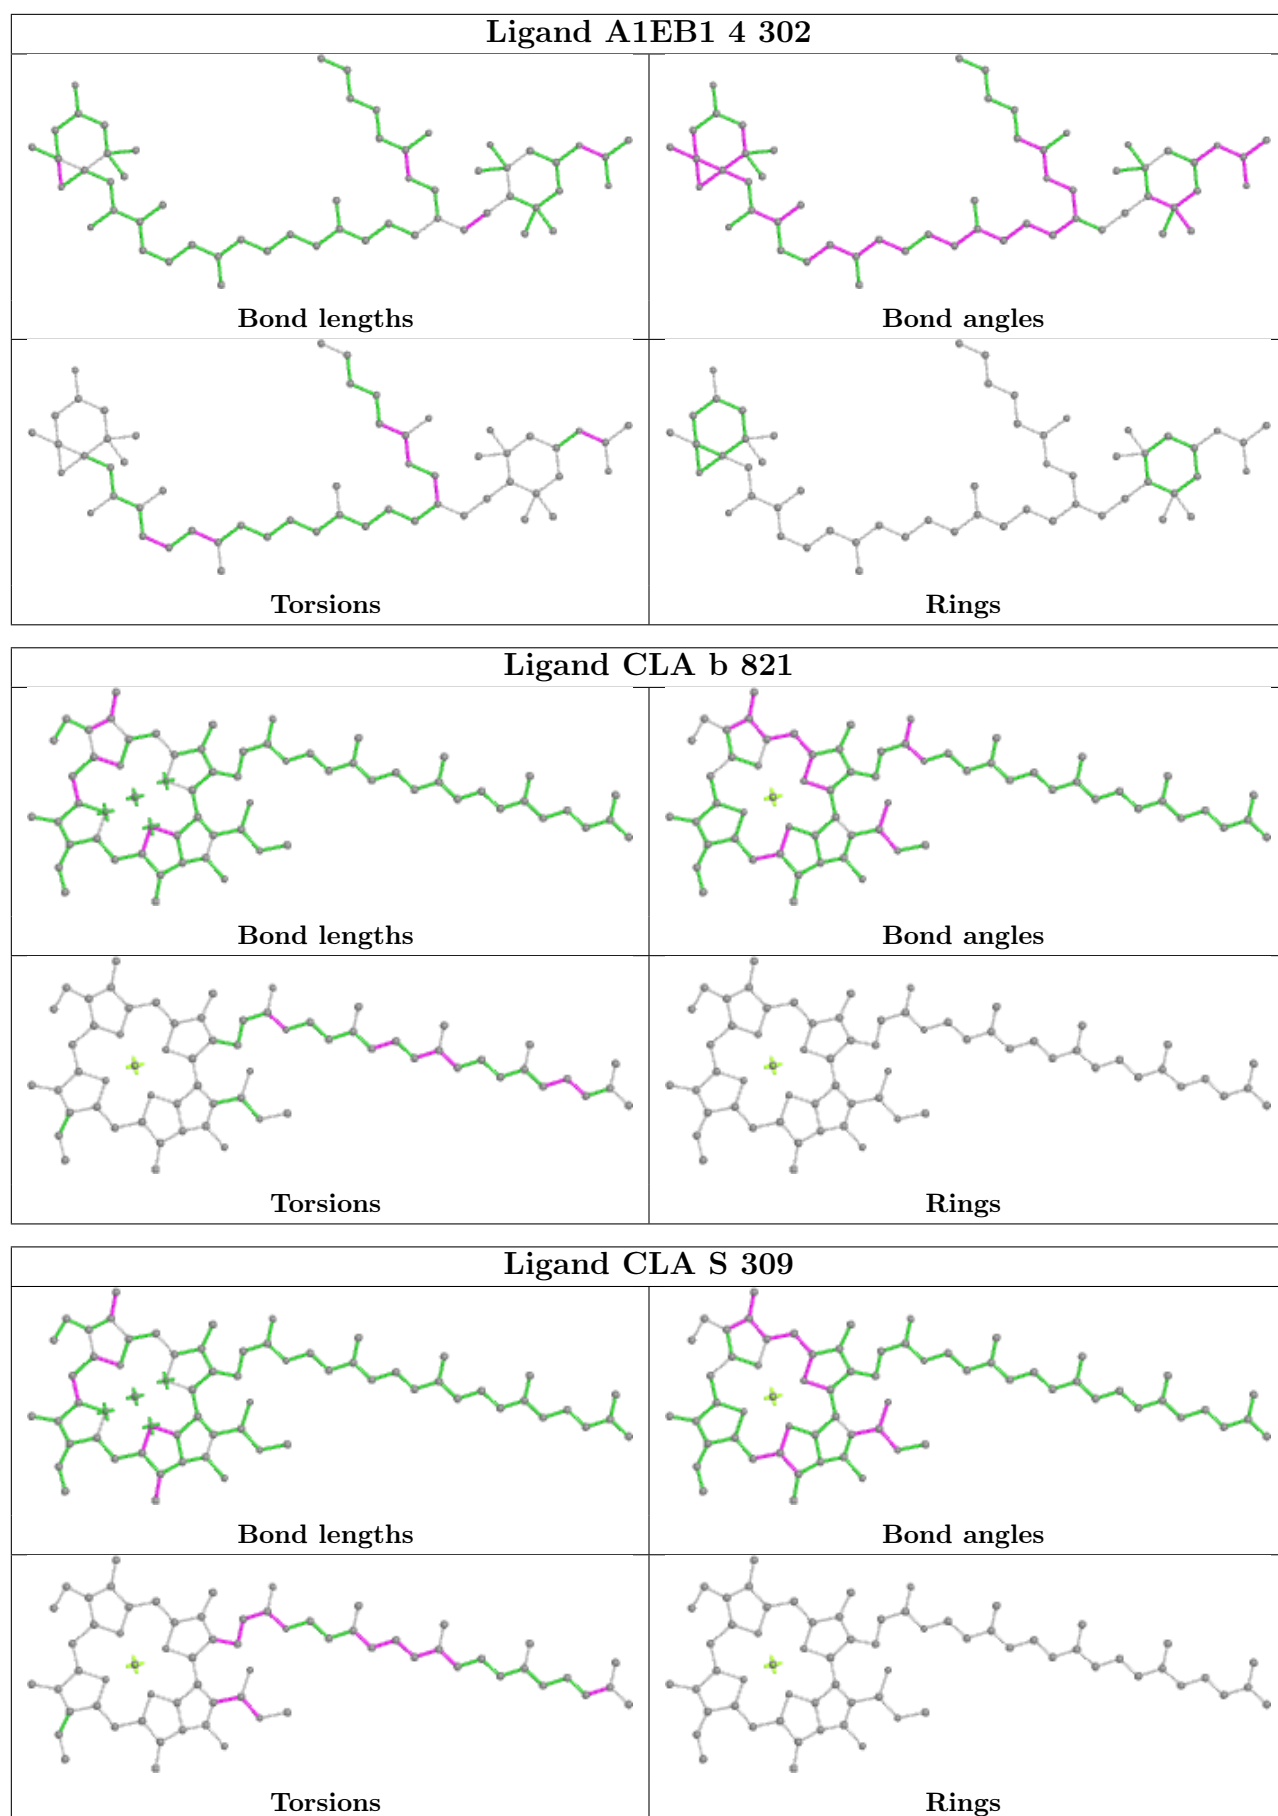 Ligand A1EB1 4 302
Bond lengths
Bond angles
Torsions
Rings
Ligand CLA b 821
Bond lengths
Bond angles
Torsions
Rings
Ligand CLA S 309
Bond lengths
Bond angles
Torsions
Rings